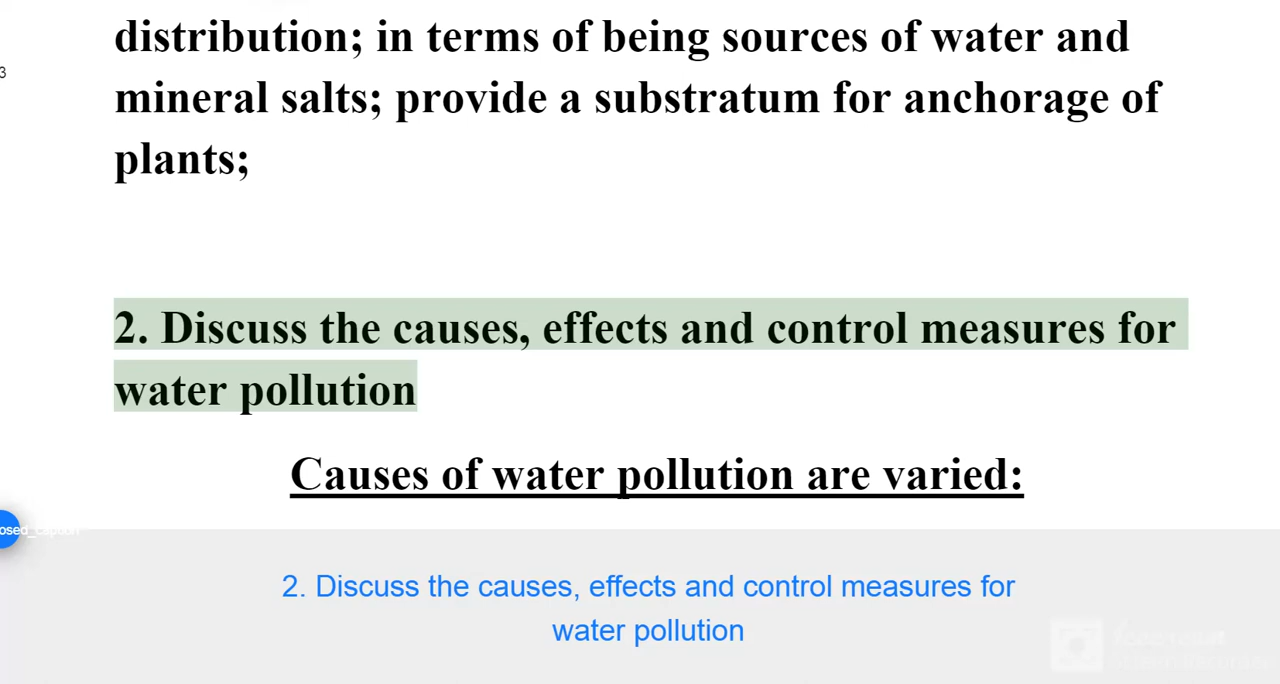 distribution; in terms of being sources of water and
3
mineral salts; provide a substratum for anchorage of
plants;
2. Discuss the causes, effects and control measures for
water pollution
Causes of water pollution are varied:
osed_caption
2. Discuss the causes, effects and control measures for
water pollution